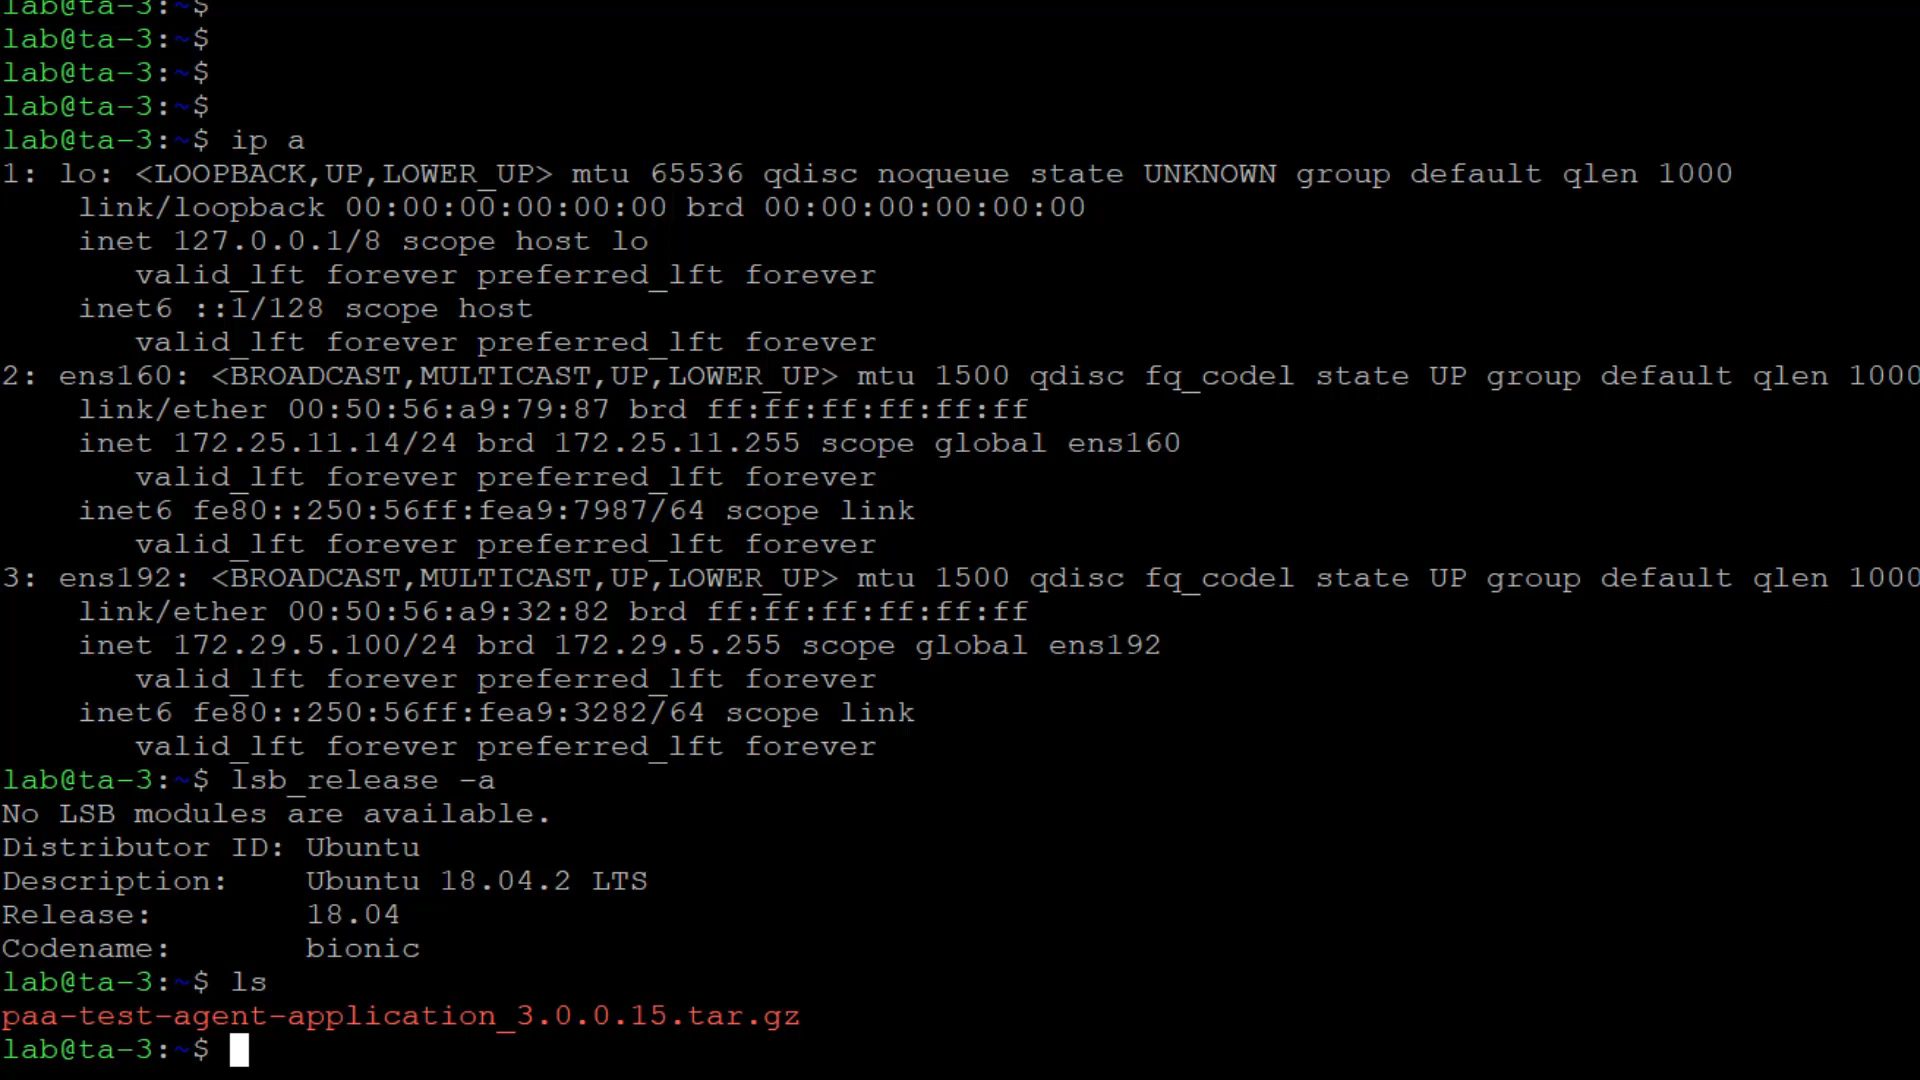 lab@ta-3:~$
lab@ta-3:~$
lab@ta-3:~$
lab@ta-3:~$
lab@ta-3:~$ ip a
1: lo: <LOOPBACK,UP,LOWER_UP> mtu 65536 qdisc noqueue state UNKNOWN group default qlen 1000
    link/loopback 00:00:00:00:00:00 brd 00:00:00:00:00:00
    inet 127.0.0.1/8 scope host lo
       valid_lft forever preferred_lft forever
    inet6 ::1/128 scope host
       valid_lft forever preferred_lft forever
2: ens160: <BROADCAST,MULTICAST,UP,LOWER_UP> mtu 1500 qdisc fq_codel state UP group default qlen 1000
    link/ether 00:50:56:a9:79:87 brd ff:ff:ff:ff:ff:ff
    inet 172.25.11.14/24 brd 172.25.11.255 scope global ens160
       valid_lft forever preferred_lft forever
    inet6 fe80::250:56ff:fea9:7987/64 scope link
       valid_lft forever preferred_lft forever
3: ens192: <BROADCAST,MULTICAST,UP,LOWER_UP> mtu 1500 qdisc fq_codel state UP group default qlen 1000
    link/ether 00:50:56:a9:32:82 brd ff:ff:ff:ff:ff:ff
    inet 172.29.5.100/24 brd 172.29.5.255 scope global ens192
       valid_lft forever preferred_lft forever
    inet6 fe80::250:56ff:fea9:3282/64 scope link
       valid_lft forever preferred_lft forever
lab@ta-3:~$ lsb_release -a
No LSB modules are available.
Distributor ID: Ubuntu
Description:    Ubuntu 18.04.2 LTS
Release:        18.04
Codename:       bionic
lab@ta-3:~$ ls
paa-test-agent-application_3.0.0.15.tar.gz
lab@ta-3:~$